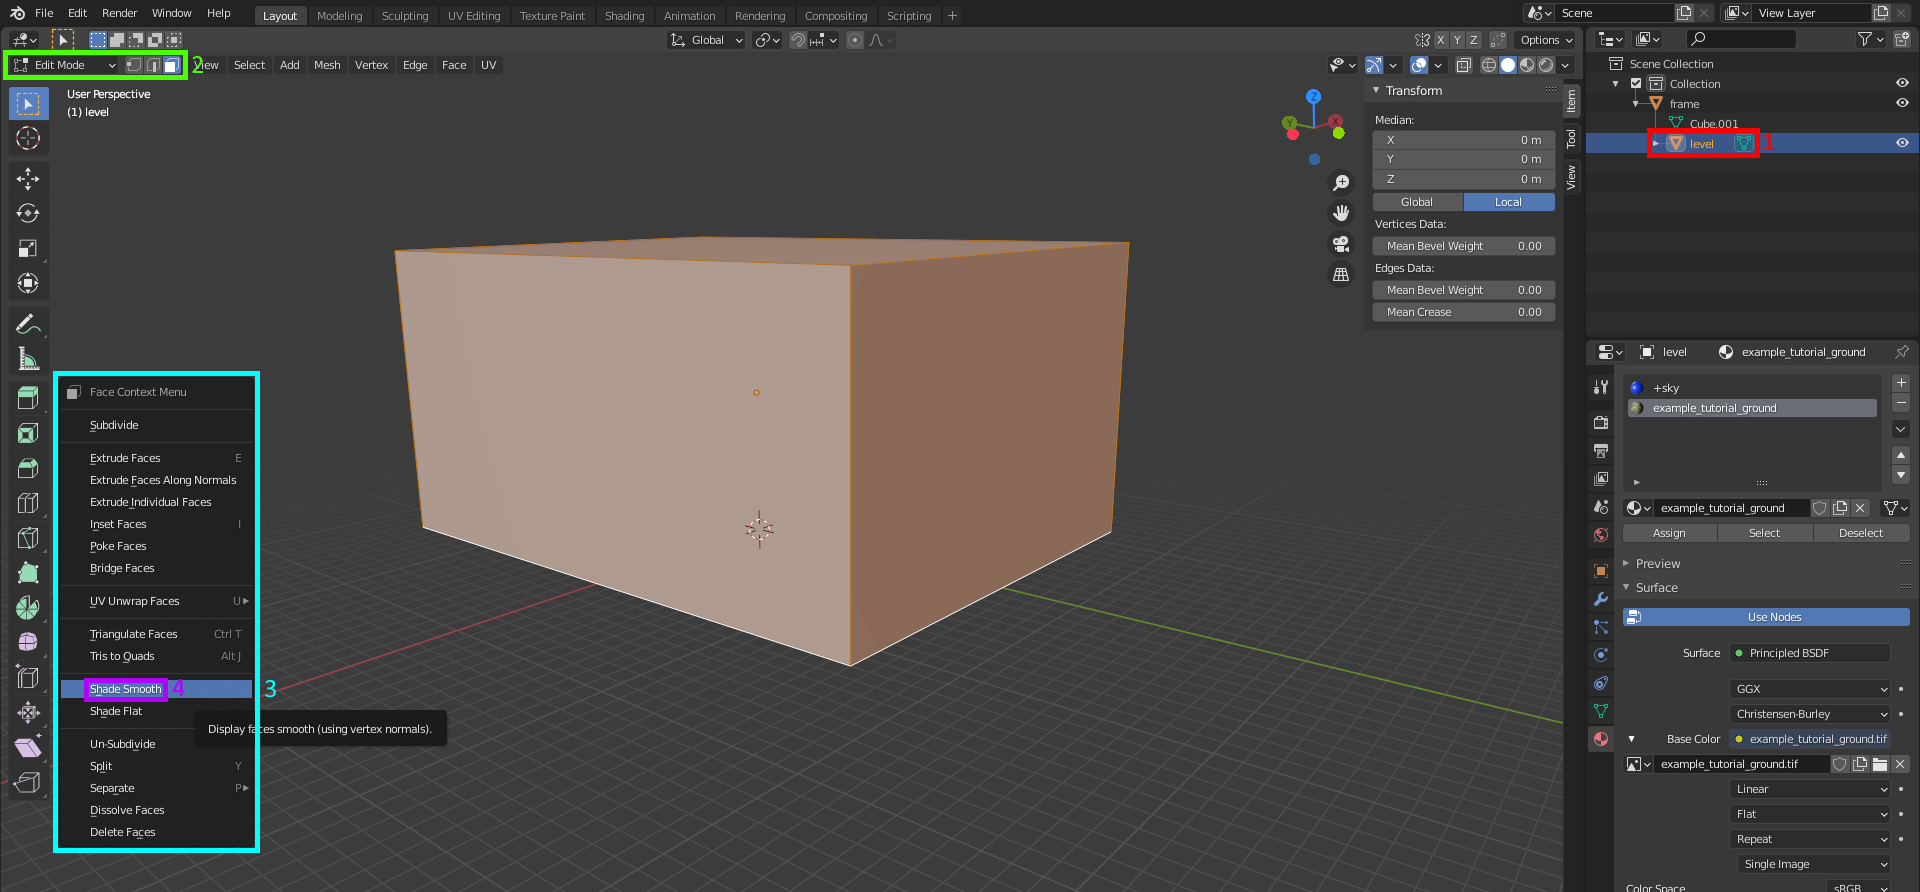 File Edit Render Window Help
Layout Modeling Sculpting UV Editing Texture Paint Shading Animation Rendering Compositing Scripting +
Scene
View Layer
Global
X Y Z
Options
Edit Mode
2
View Select Add Mesh Vertex Edge Face UV
User Perspective
(1) level
Z
Y
X
Transform
Median:
X 0 m
Y 0 m
Z 0 m
Global Local
Vertices Data:
Mean Bevel Weight 0.00
Edges Data:
Mean Bevel Weight 0.00
Mean Crease 0.00
Item
Tool
View
Scene Collection
Collection
frame
Cube.001
level
1
Face Context Menu
Subdivide
Extrude Faces E
Extrude Faces Along Normals
Extrude Individual Faces
Inset Faces I
Poke Faces
Bridge Faces
UV Unwrap Faces U
Triangulate Faces Ctrl T
Tris to Quads Alt J
Shade Smooth 4
3
Shade Flat
Display faces smooth (using vertex normals).
Un-Subdivide
Split Y
Separate P
Dissolve Faces
Delete Faces
level example_tutorial_ground
+sky
example_tutorial_ground
example_tutorial_ground
Assign Select Deselect
Preview
Surface
Use Nodes
Surface Principled BSDF
GGX
Christensen-Burley
Base Color example_tutorial_ground.tif
example_tutorial_ground.tif
Linear
Flat
Repeat
Single Image
Color Space sRGB